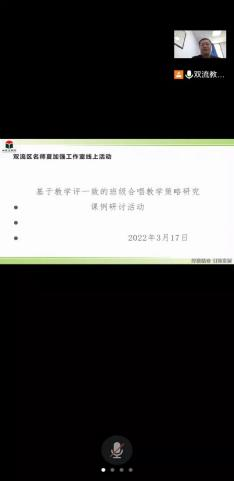 双流教...
双流区名师夏加强工作室线上活动
基于教学评一致的班级合唱教学策略研究
课例研讨活动
2022年3月17日